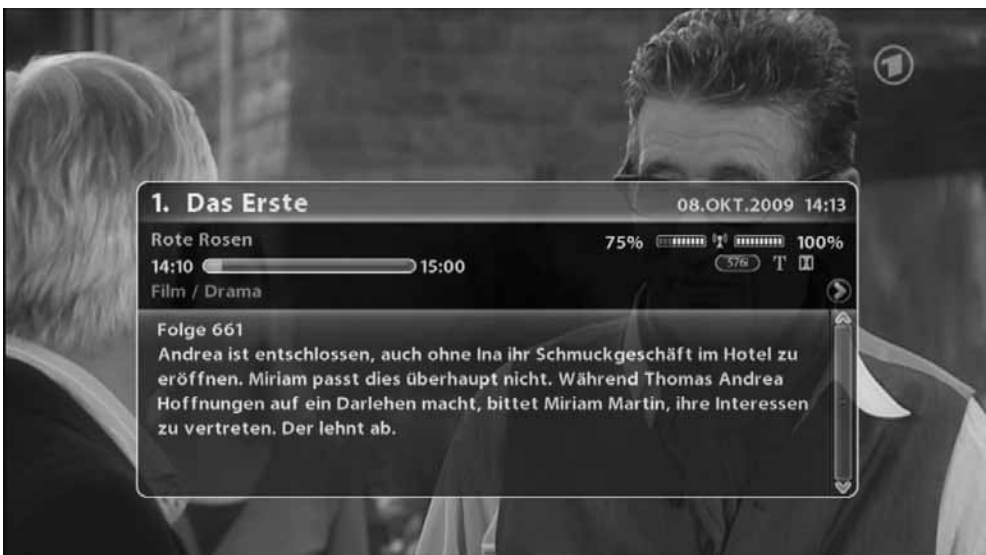 1. Das Erste
08.OKT.2009 14:13
Rote Rosen
75% 100%
14:10 15:00
576i T
Film / Drama
Folge 661
Andrea ist entschlossen, auch ohne Ina ihr Schmuckgeschäft im Hotel zu
eröffnen. Miriam passt dies überhaupt nicht. Während Thomas Andrea
Hoffnungen auf ein Darlehen macht, bittet Miriam Martin, ihre Interessen
zu vertreten. Der lehnt ab.
1